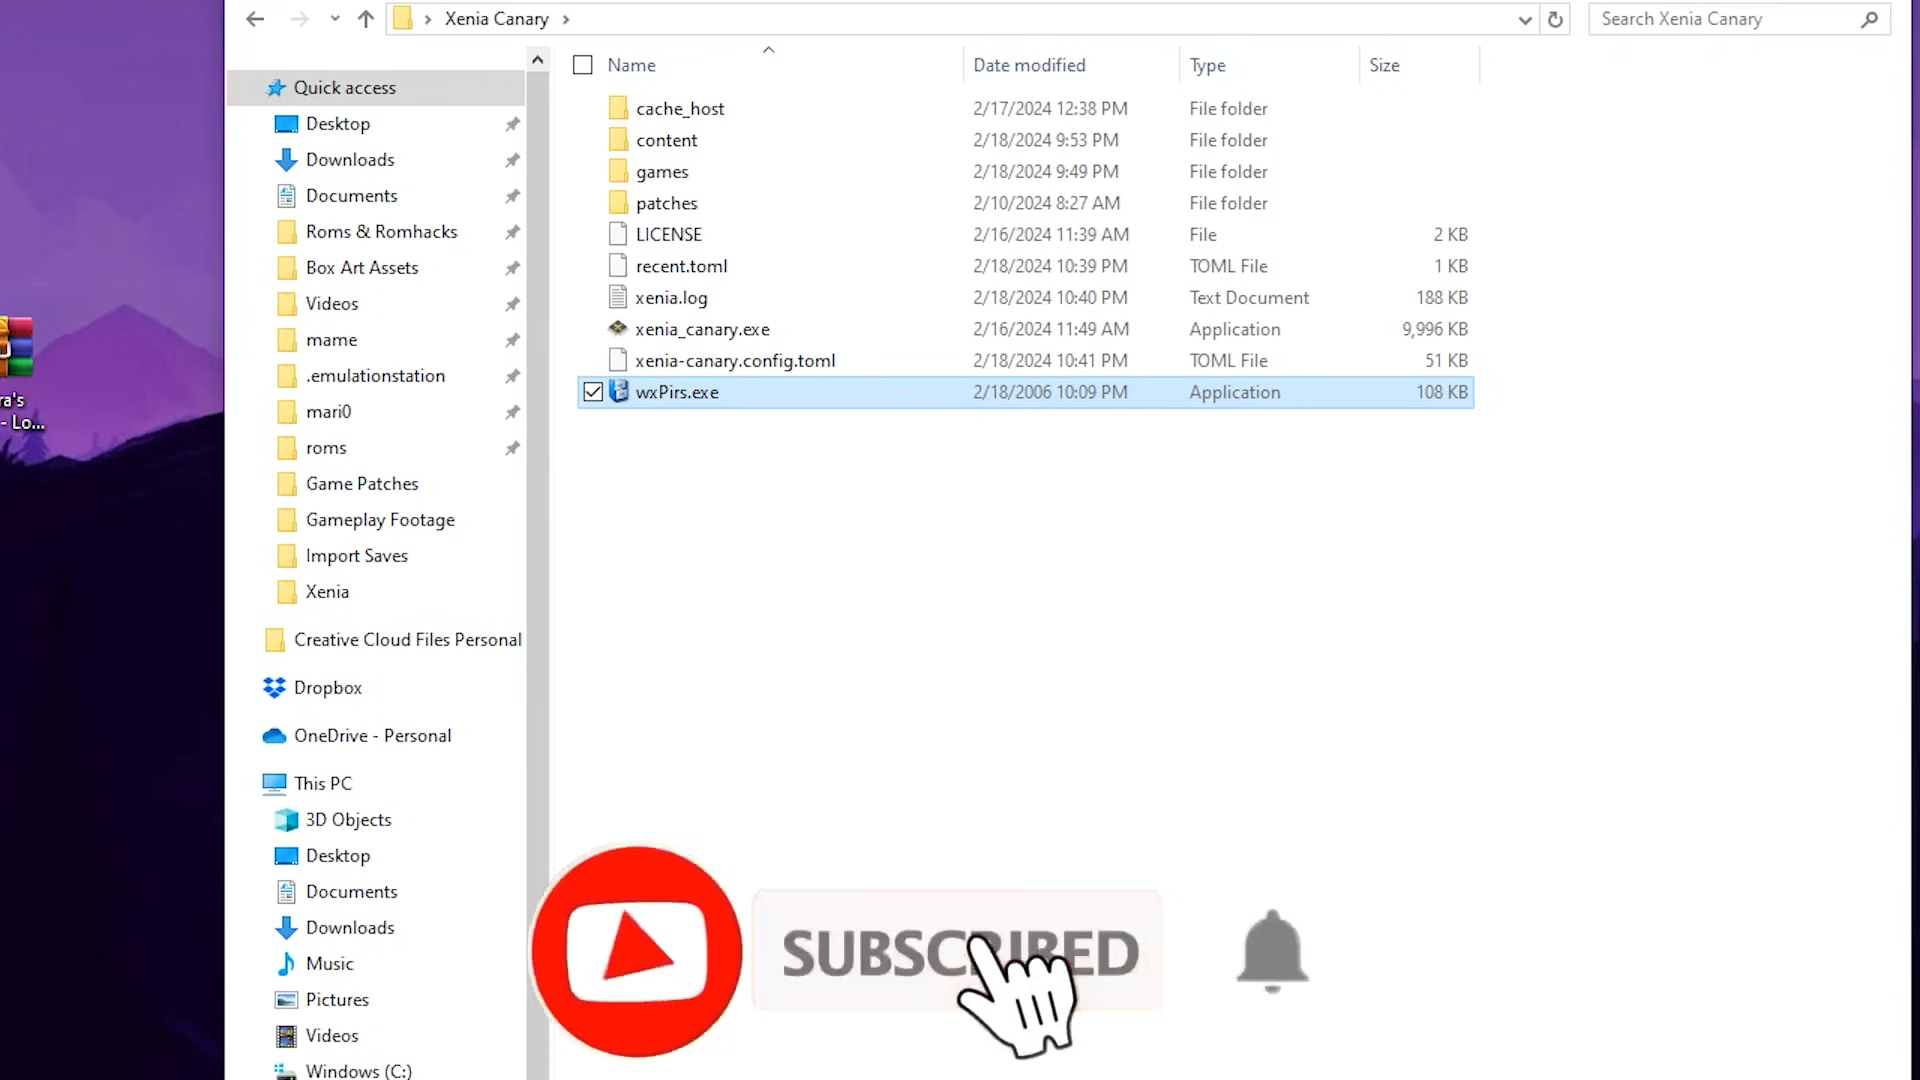 Xenia Canary
Search Xenia Canary
Name Date modified Type Size
Quick access
Desktop
Downloads
Documents
Roms & Romhacks
Box Art Assets
Videos
mame
.emulationstation
mari0
roms
Game Patches
Gameplay Footage
Import Saves
Xenia
Creative Cloud Files Personal
Dropbox
OneDrive - Personal
This PC
3D Objects
Desktop
Documents
Downloads
Music
Pictures
Videos
Windows (C:)
cache_host 2/17/2024 12:38 PM File folder
content 2/18/2024 9:53 PM File folder
games 2/18/2024 9:49 PM File folder
patches 2/10/2024 8:27 AM File folder
LICENSE 2/16/2024 11:39 AM File 2 KB
recent.toml 2/18/2024 10:39 PM TOML File 1 KB
xenia.log 2/18/2024 10:40 PM Text Document 188 KB
xenia_canary.exe 2/16/2024 11:49 AM Application 9,996 KB
xenia-canary.config.toml 2/18/2024 10:41 PM TOML File 51 KB
wxPirs.exe 2/18/2006 10:09 PM Application 108 KB
ra's
- Lo...
SUBSCRIBED